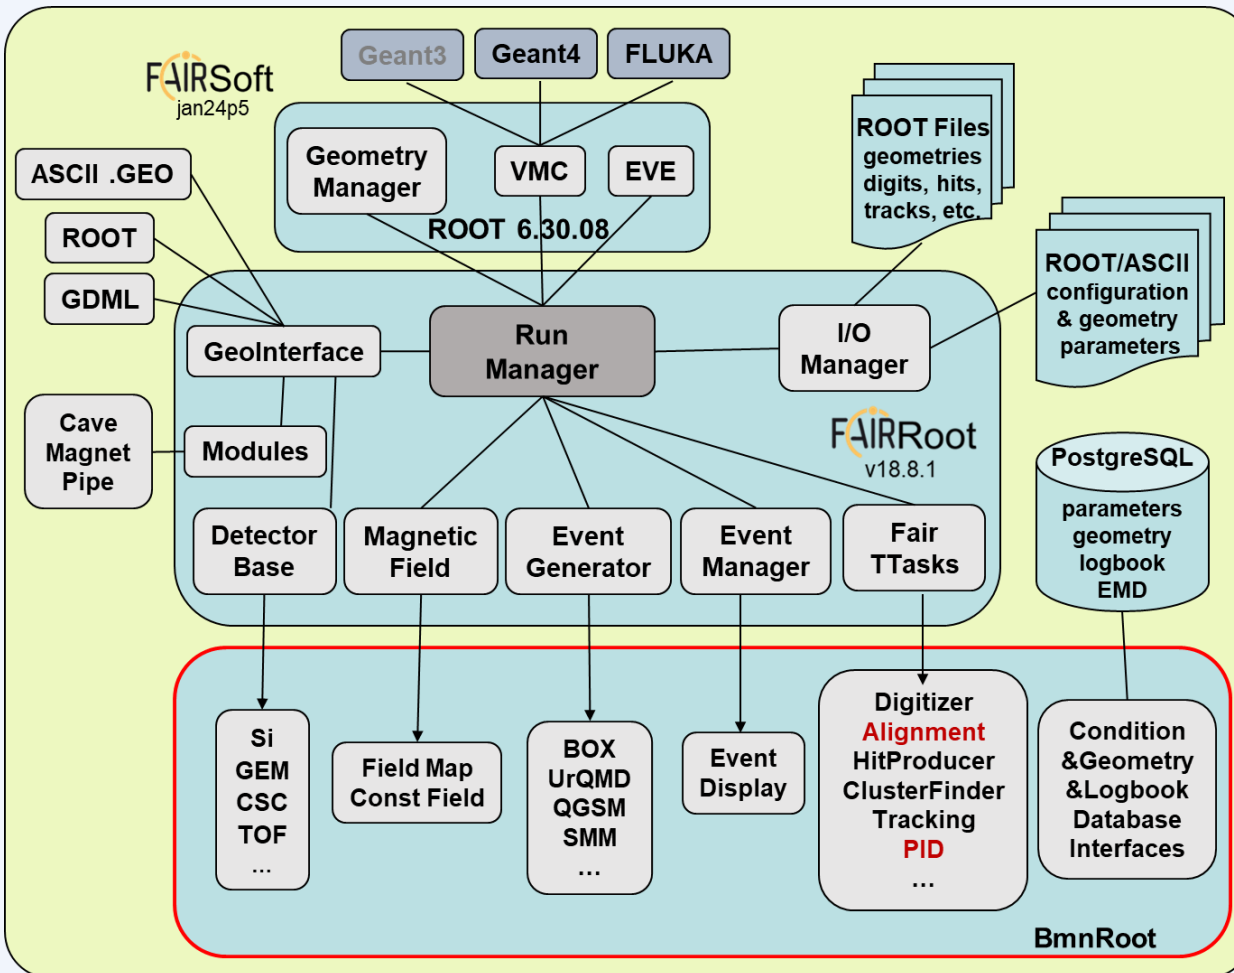 Geant3
Geant4
FLUKA
FAIRSoft
jan24p5
Geometry
Manager
VMC
EVE
ROOT 6.30.08
ROOT Files
geometries
digits, hits,
tracks, etc.
ASCII .GEO
ROOT
GDML
ROOT/ASCII
configuration
& geometry
parameters
GeoInterface
Run
Manager
I/O
Manager
Cave
Magnet
Pipe
Modules
FAIRRoot
v18.8.1
PostgreSQL
parameters
geometry
logbook
EMD
Detector
Base
Magnetic
Field
Event
Generator
Event
Manager
Fair
TTasks
Si
GEM
CSC
TOF
...
Field Map
Const Field
BOX
UrQMD
QGSM
SMM
...
Event
Display
Digitizer
Alignment
HitProducer
ClusterFinder
Tracking
PID
...
Condition
&Geometry
&Logbook
Database
Interfaces
BmnRoot